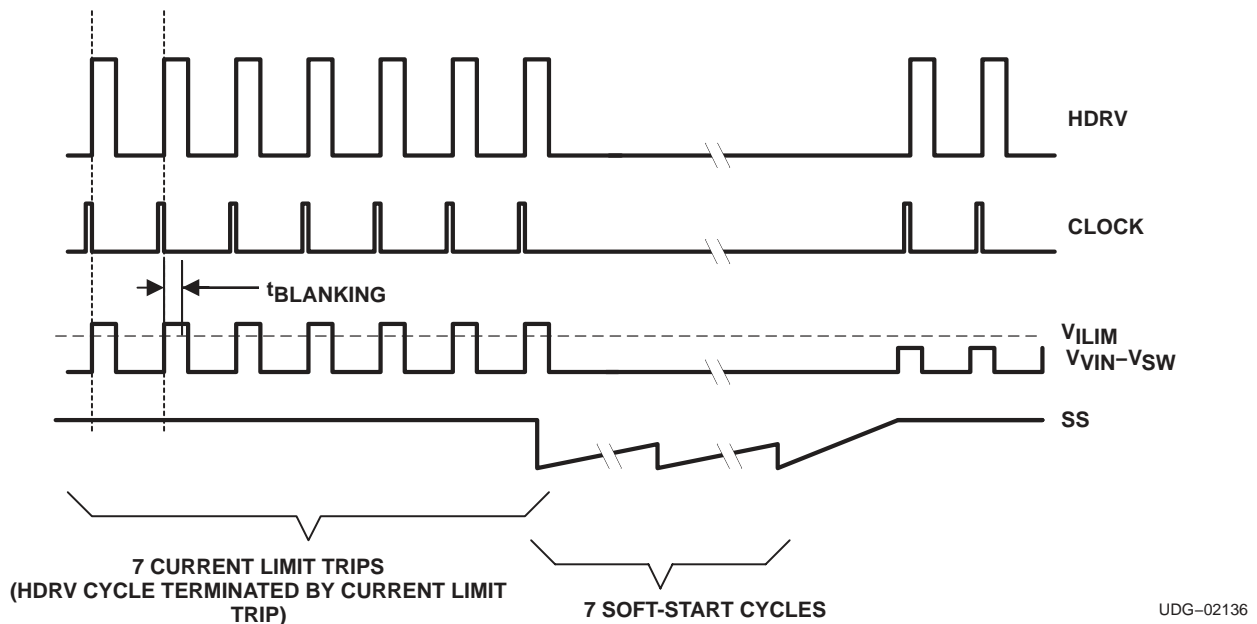 HDRV
CLOCK
tBLANKING
VILIM
VVIN–VSW
SS
7 CURRENT LIMIT TRIPS
(HDRV CYCLE TERMINATED BY CURRENT LIMIT
TRIP)
7 SOFT-START CYCLES
UDG–02136